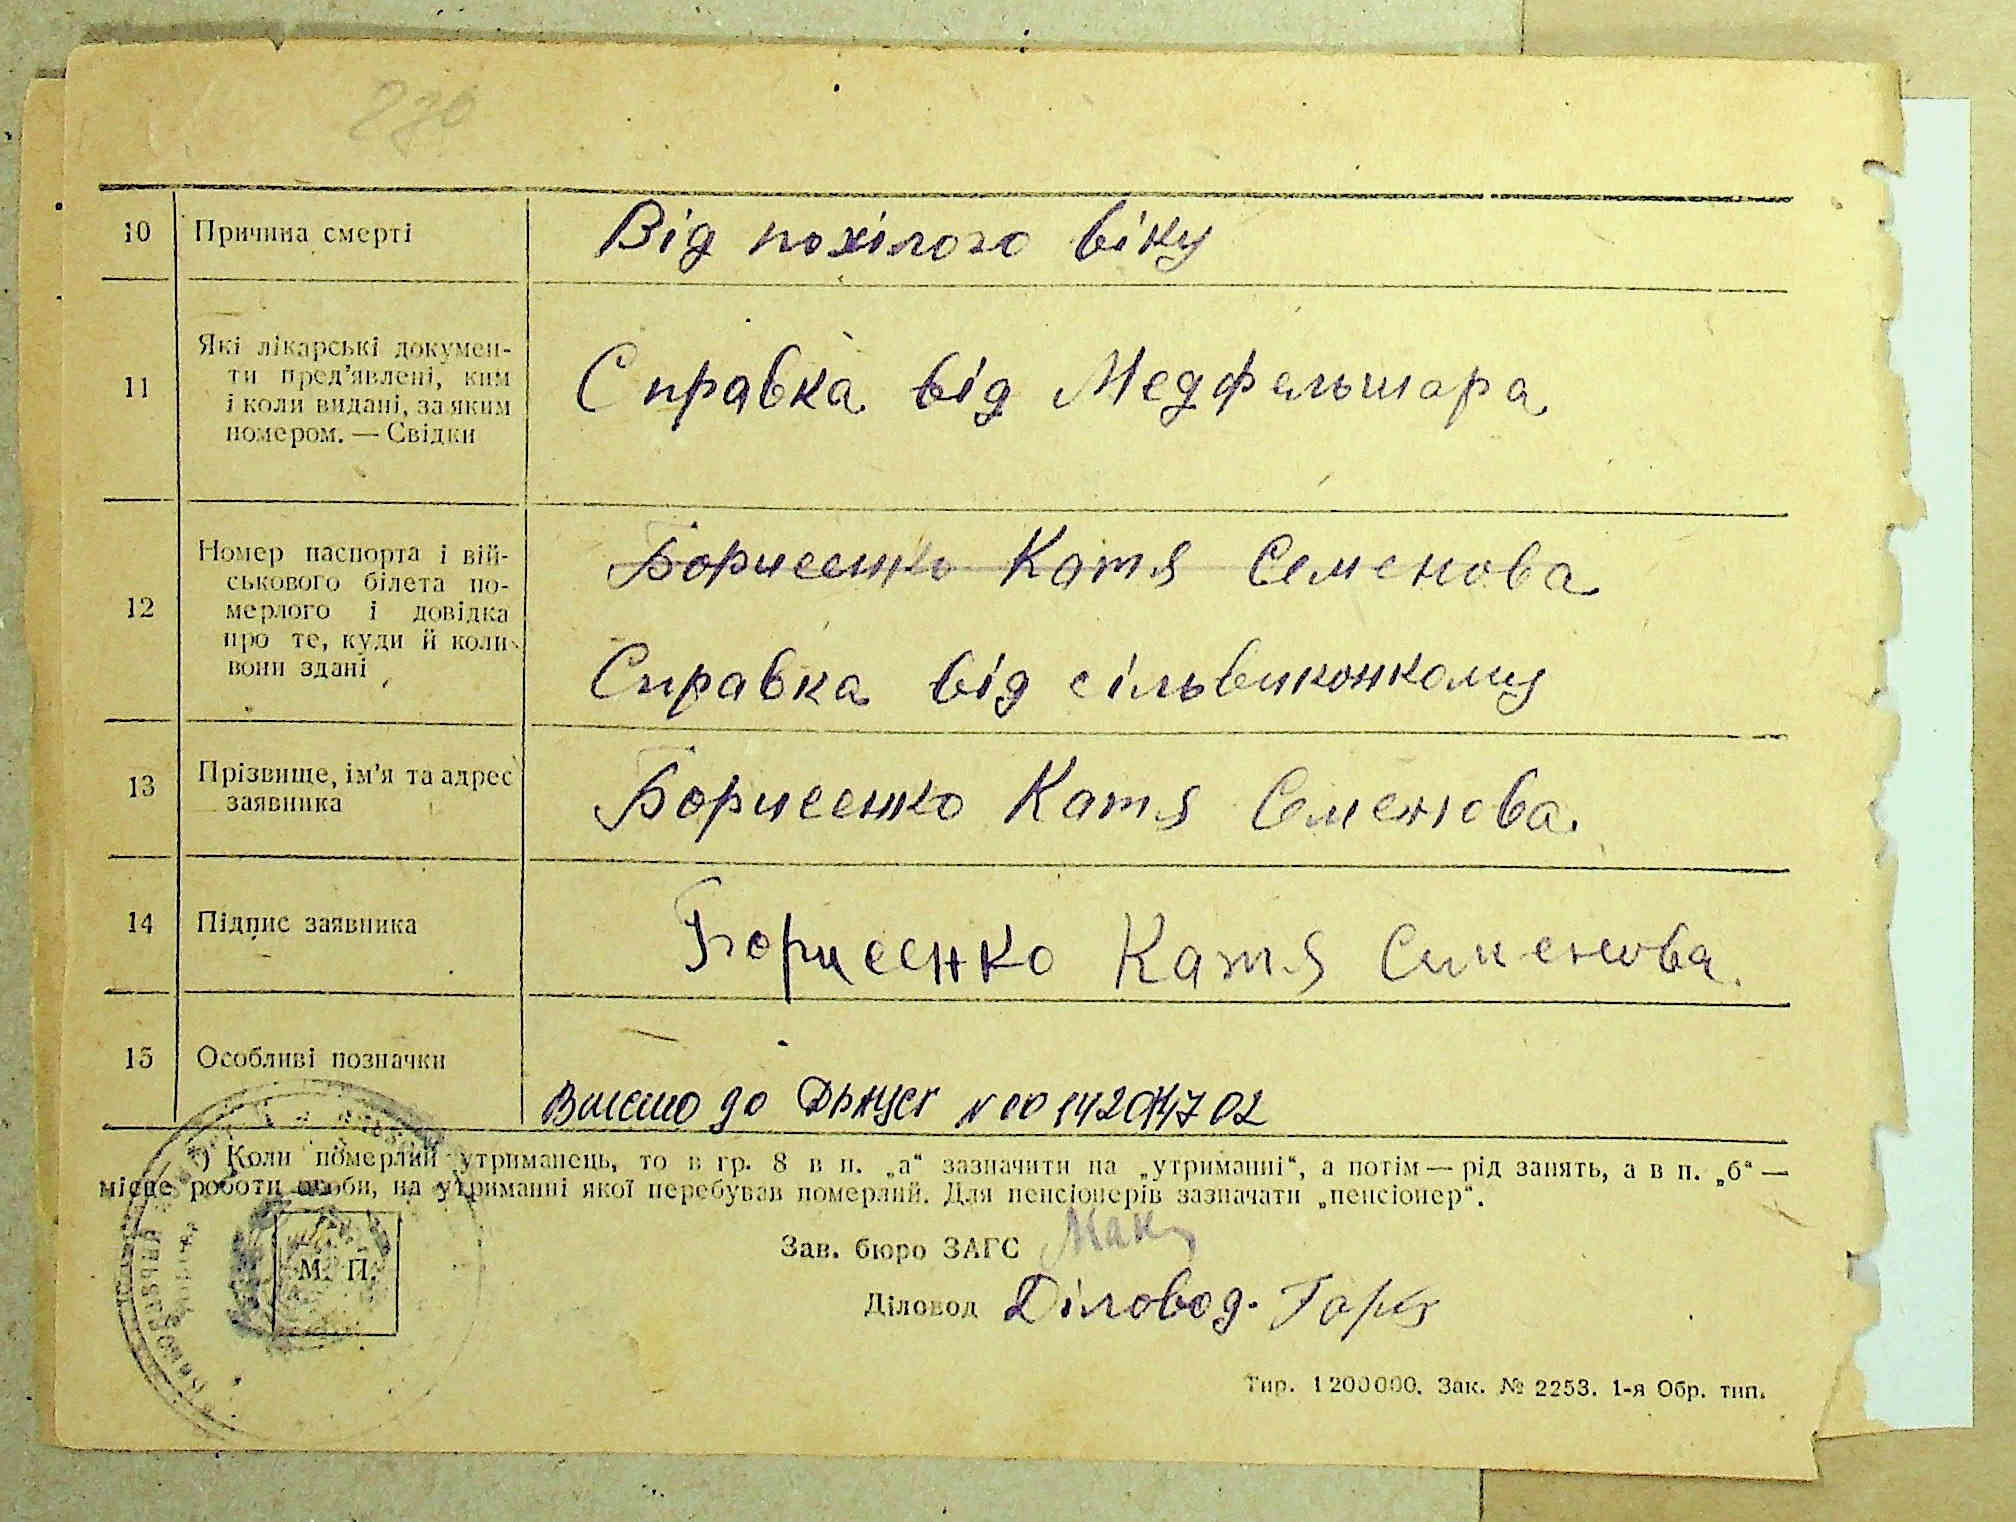 230
10 Причина смерті Від похілого віку
11 Які лікарські докумен-
ти пред’явлені, ким
і коли видані, за яким
номером. — Свідки
Справка від Медфельшара
12 Номер паспорта і вій-
ськового білета по-
мерлого і довідка
про те, куди й коли
вони здані
Борисенко Катя Семенова
Справка від сільвиконкому
13 Прізвище, ім’я та адрес
заявника
Борисенко Катя Семенова.
14 Підпис заявника Борисенко Катя Семенова.
15 Особливі позначки
Внесено до
) Коли померлий утриманець, то в гр. 8 в п. „а“ зазначити на „утриманні“, а потім — рід занять, а в п. „б“ —
місце роботи особи, на утриманні якої перебував померлий. Для пенсіонерів зазначати „пенсіонер“.
Зав. бюро ЗАГС
М. П.
Діловод Діловод.
Тир. 1200000. Зак. № 2253. 1-я Обр. тип.